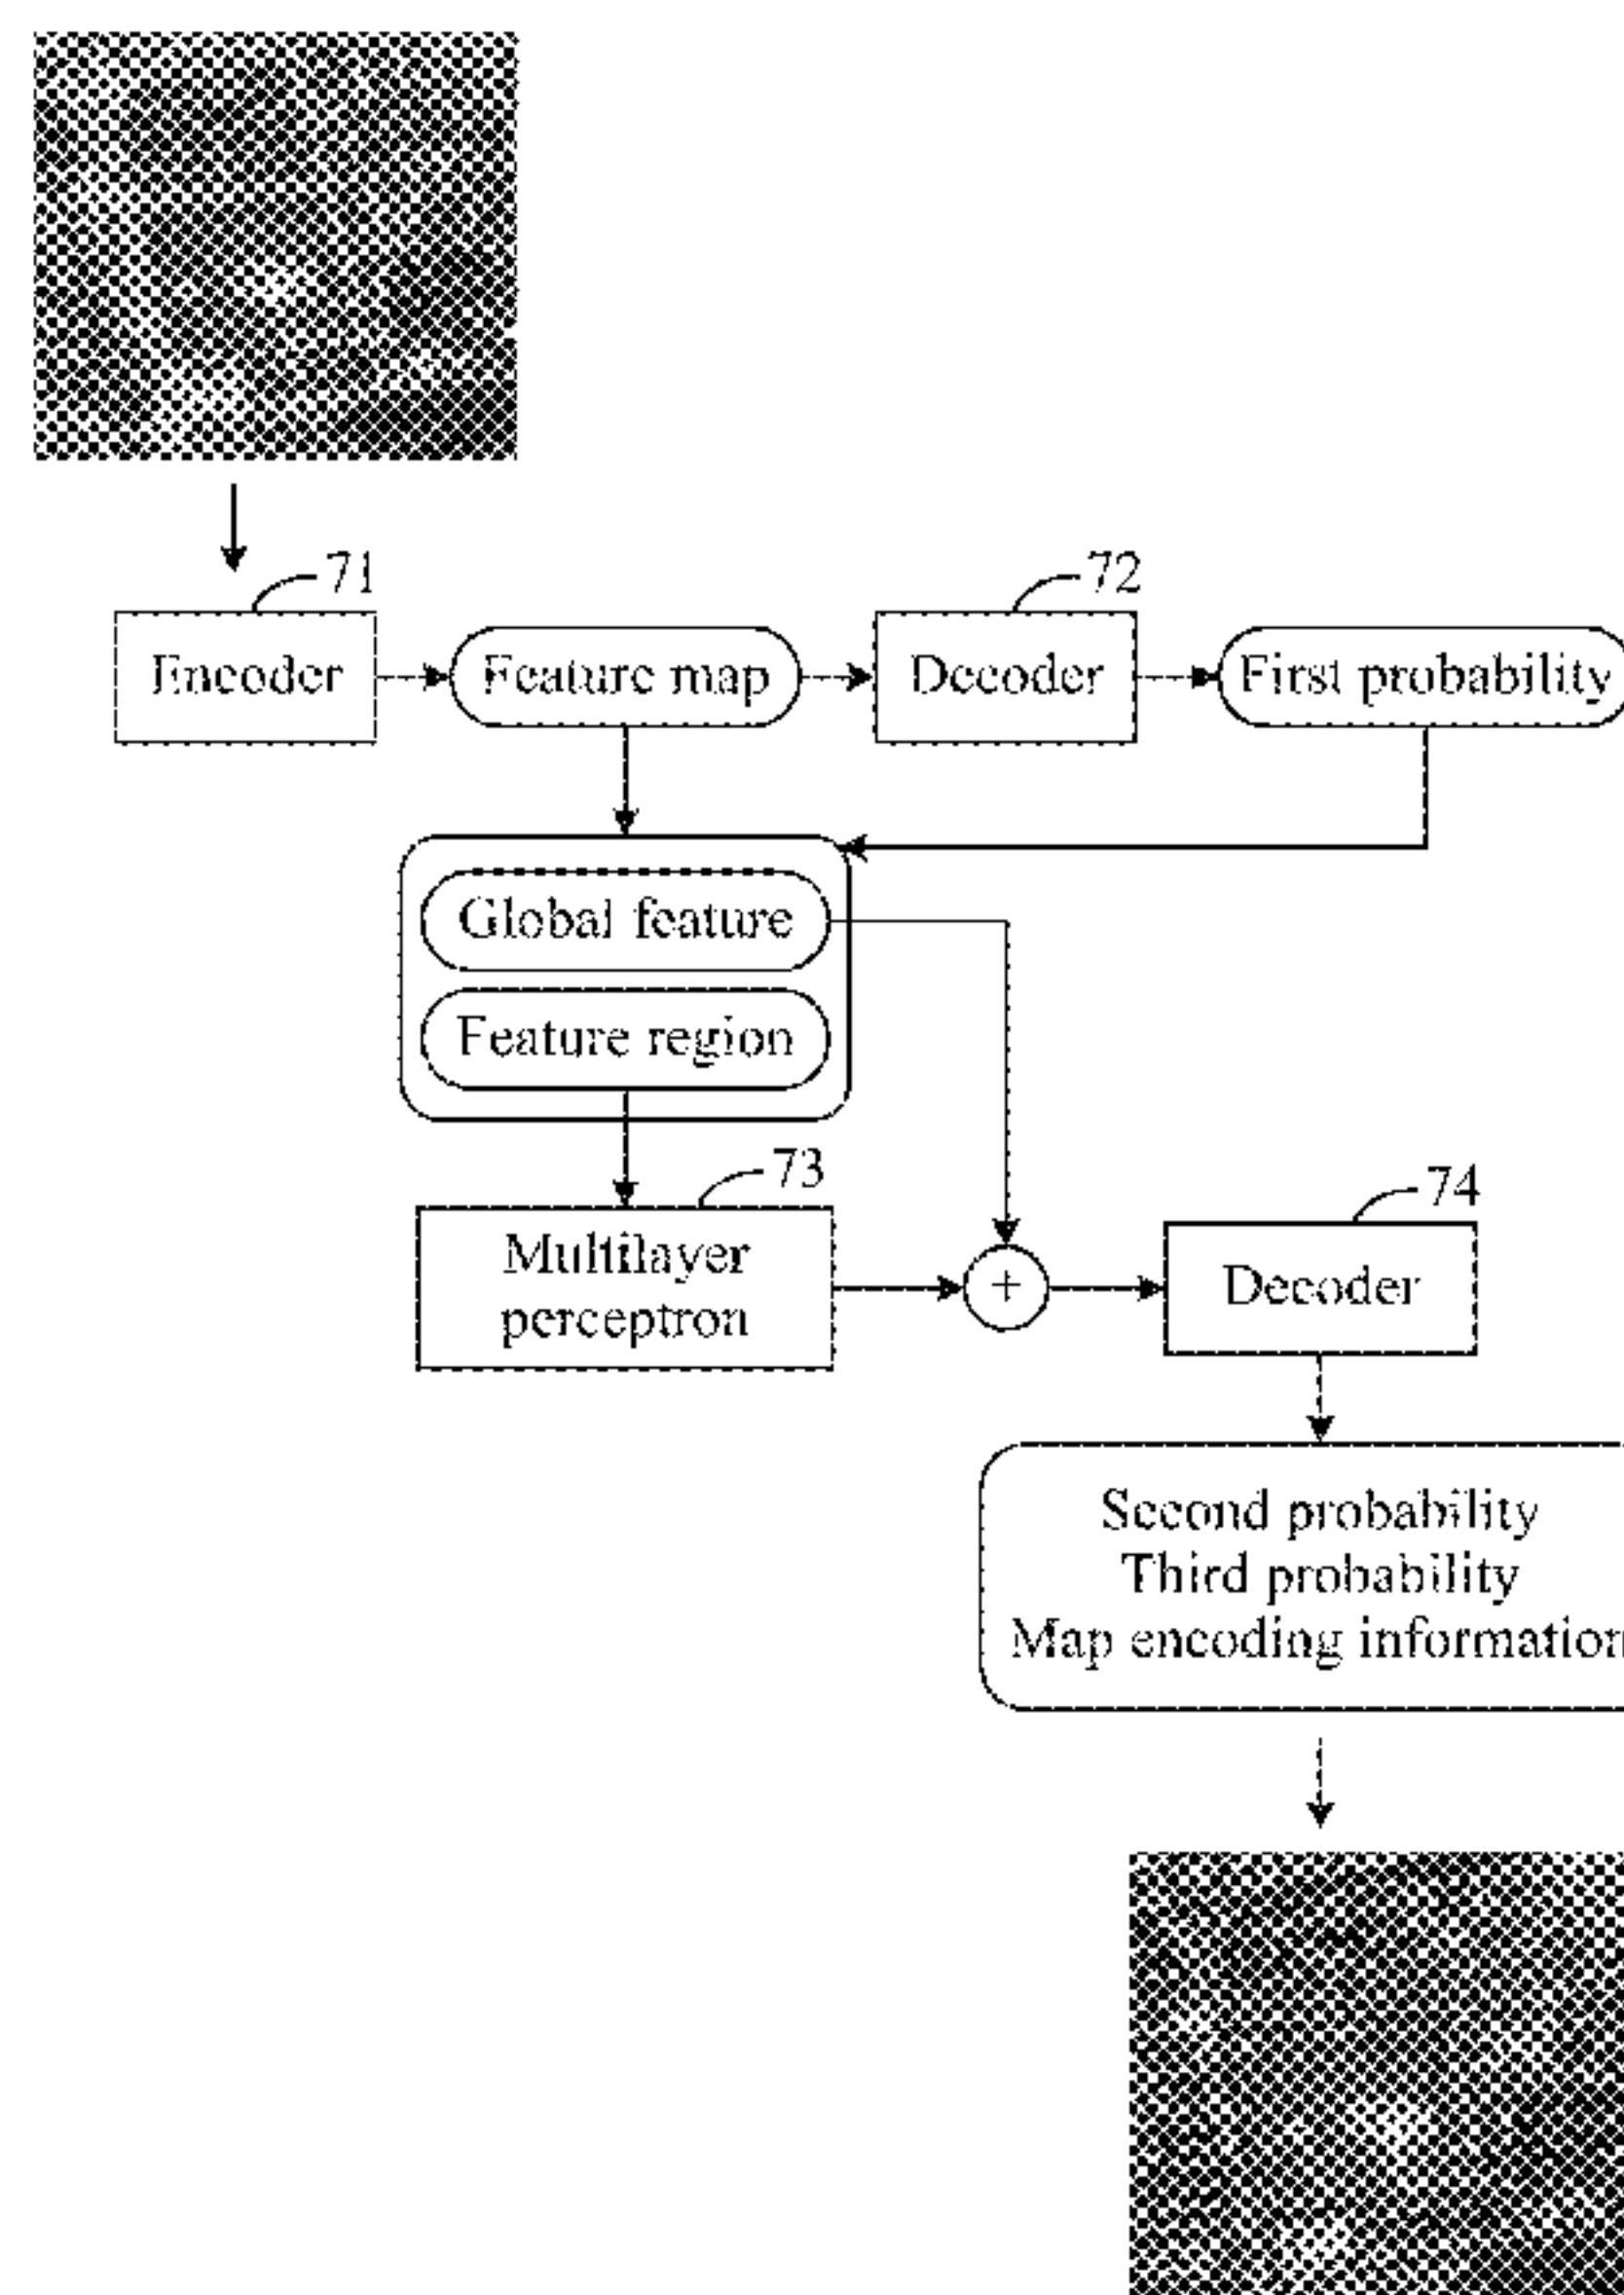 71
72
Encoder
Feature map
Decoder
First probability
Global feature
Feature region
73
74
Multilayer
perceptron
+
Decoder
Second probability
Third probability
Map encoding information